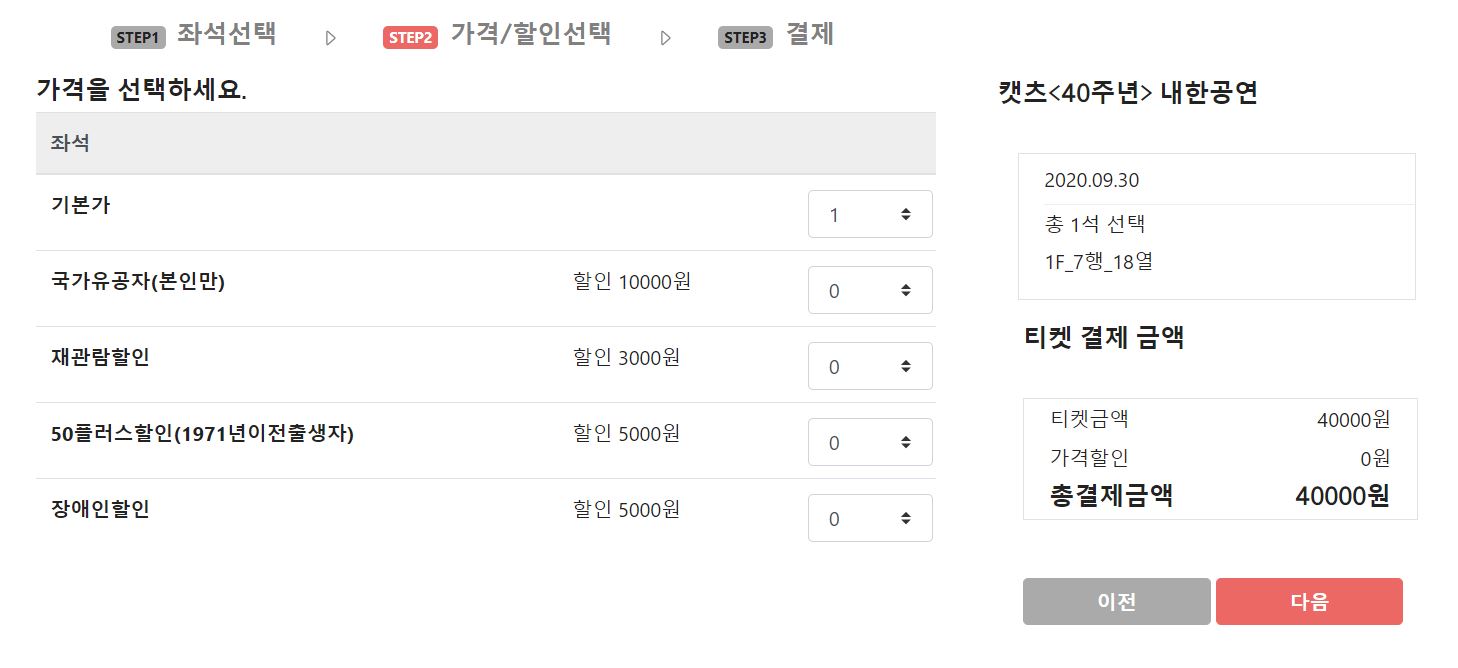 STEP1 좌석선택 STEP2 가격/할인선택 STEP3 결제
가격을 선택하세요.
좌석
기본가 1
국가유공자(본인만) 할인 10000원 0
재관람할인 할인 3000원 0
50플러스할인(1971년이전출생자) 할인 5000원 0
장애인할인 할인 5000원 0
캣츠<40주년> 내한공연
2020.09.30
총 1석 선택
1F_7행_18열
티켓 결제 금액
티켓금액 40000원
가격할인 0원
총결제금액 40000원
이전 다음